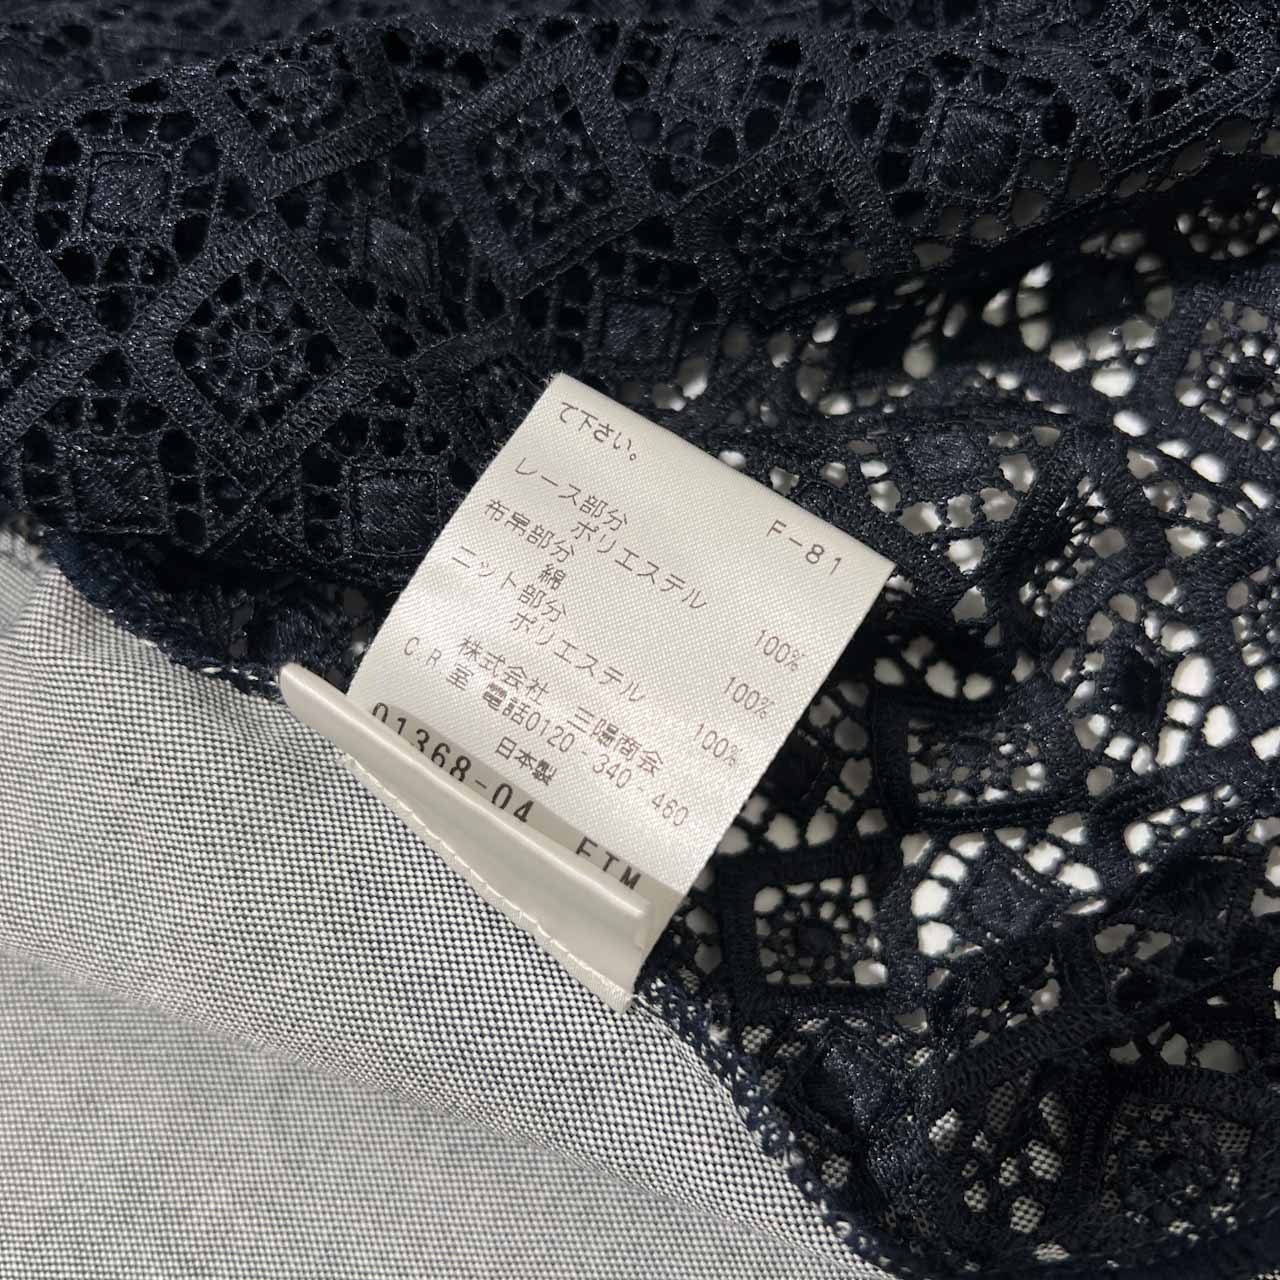 て下さい。
F-81
レース部分
ポリエステル 100%
布帛部分
綿 100%
ニット部分
ポリエステル 100%
株式会社 三陽商会
C.R室 電話0120-340-460
日本製
01368-04 FTM